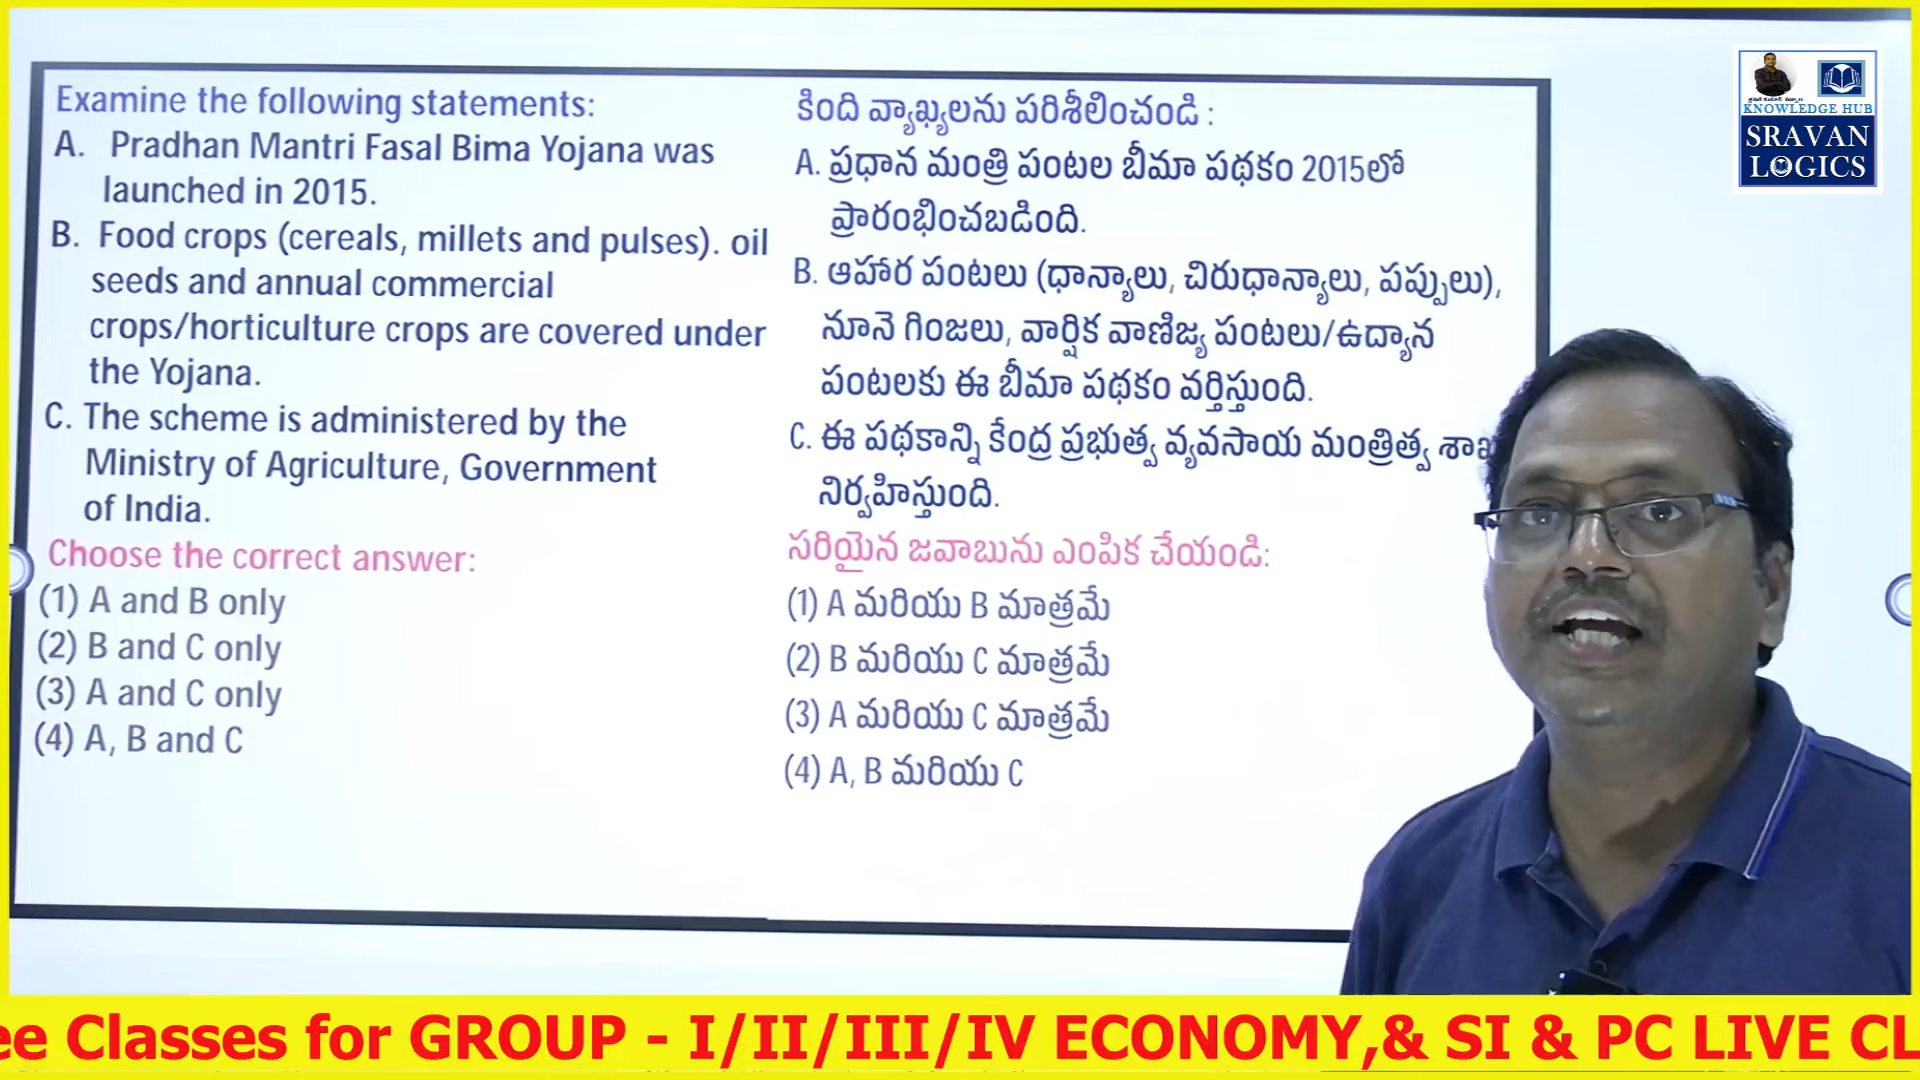 Examine the following statements:
A. Pradhan Mantri Fasal Bima Yojana was
launched in 2015.
B. Food crops (cereals, millets and pulses). oil
seeds and annual commercial
crops/horticulture crops are covered under
the Yojana.
C. The scheme is administered by the
Ministry of Agriculture, Government
of India.
Choose the correct answer:
(1) A and B only
(2) B and C only
(3) A and C only
(4) A, B and C
కింది వ్యాఖ్యలను పరిశీలించండి :
A. ప్రధాన మంత్రి పంటల బీమా పథకం 2015లో
ప్రారంభించబడింది.
B. ఆహార పంటలు (ధాన్యాలు, చిరుధాన్యాలు, పప్పులు),
నూనె గింజలు, వార్షిక వాణిజ్య పంటలు/ఉద్యాన
పంటలకు ఈ బీమా పథకం వర్తిస్తుంది.
C. ఈ పథకాన్ని కేంద్ర ప్రభుత్వ వ్యవసాయ మంత్రిత్వ శాఖ
నిర్వహిస్తుంది.
సరియైన జవాబును ఎంపిక చేయండి:
(1) A మరియు B మాత్రమే
(2) B మరియు C మాత్రమే
(3) A మరియు C మాత్రమే
(4) A, B మరియు C
KNOWLEDGE HUB
SRAVAN
LOGICS
ee Classes for GROUP - I/II/III/IV ECONOMY,& SI & PC LIVE CL